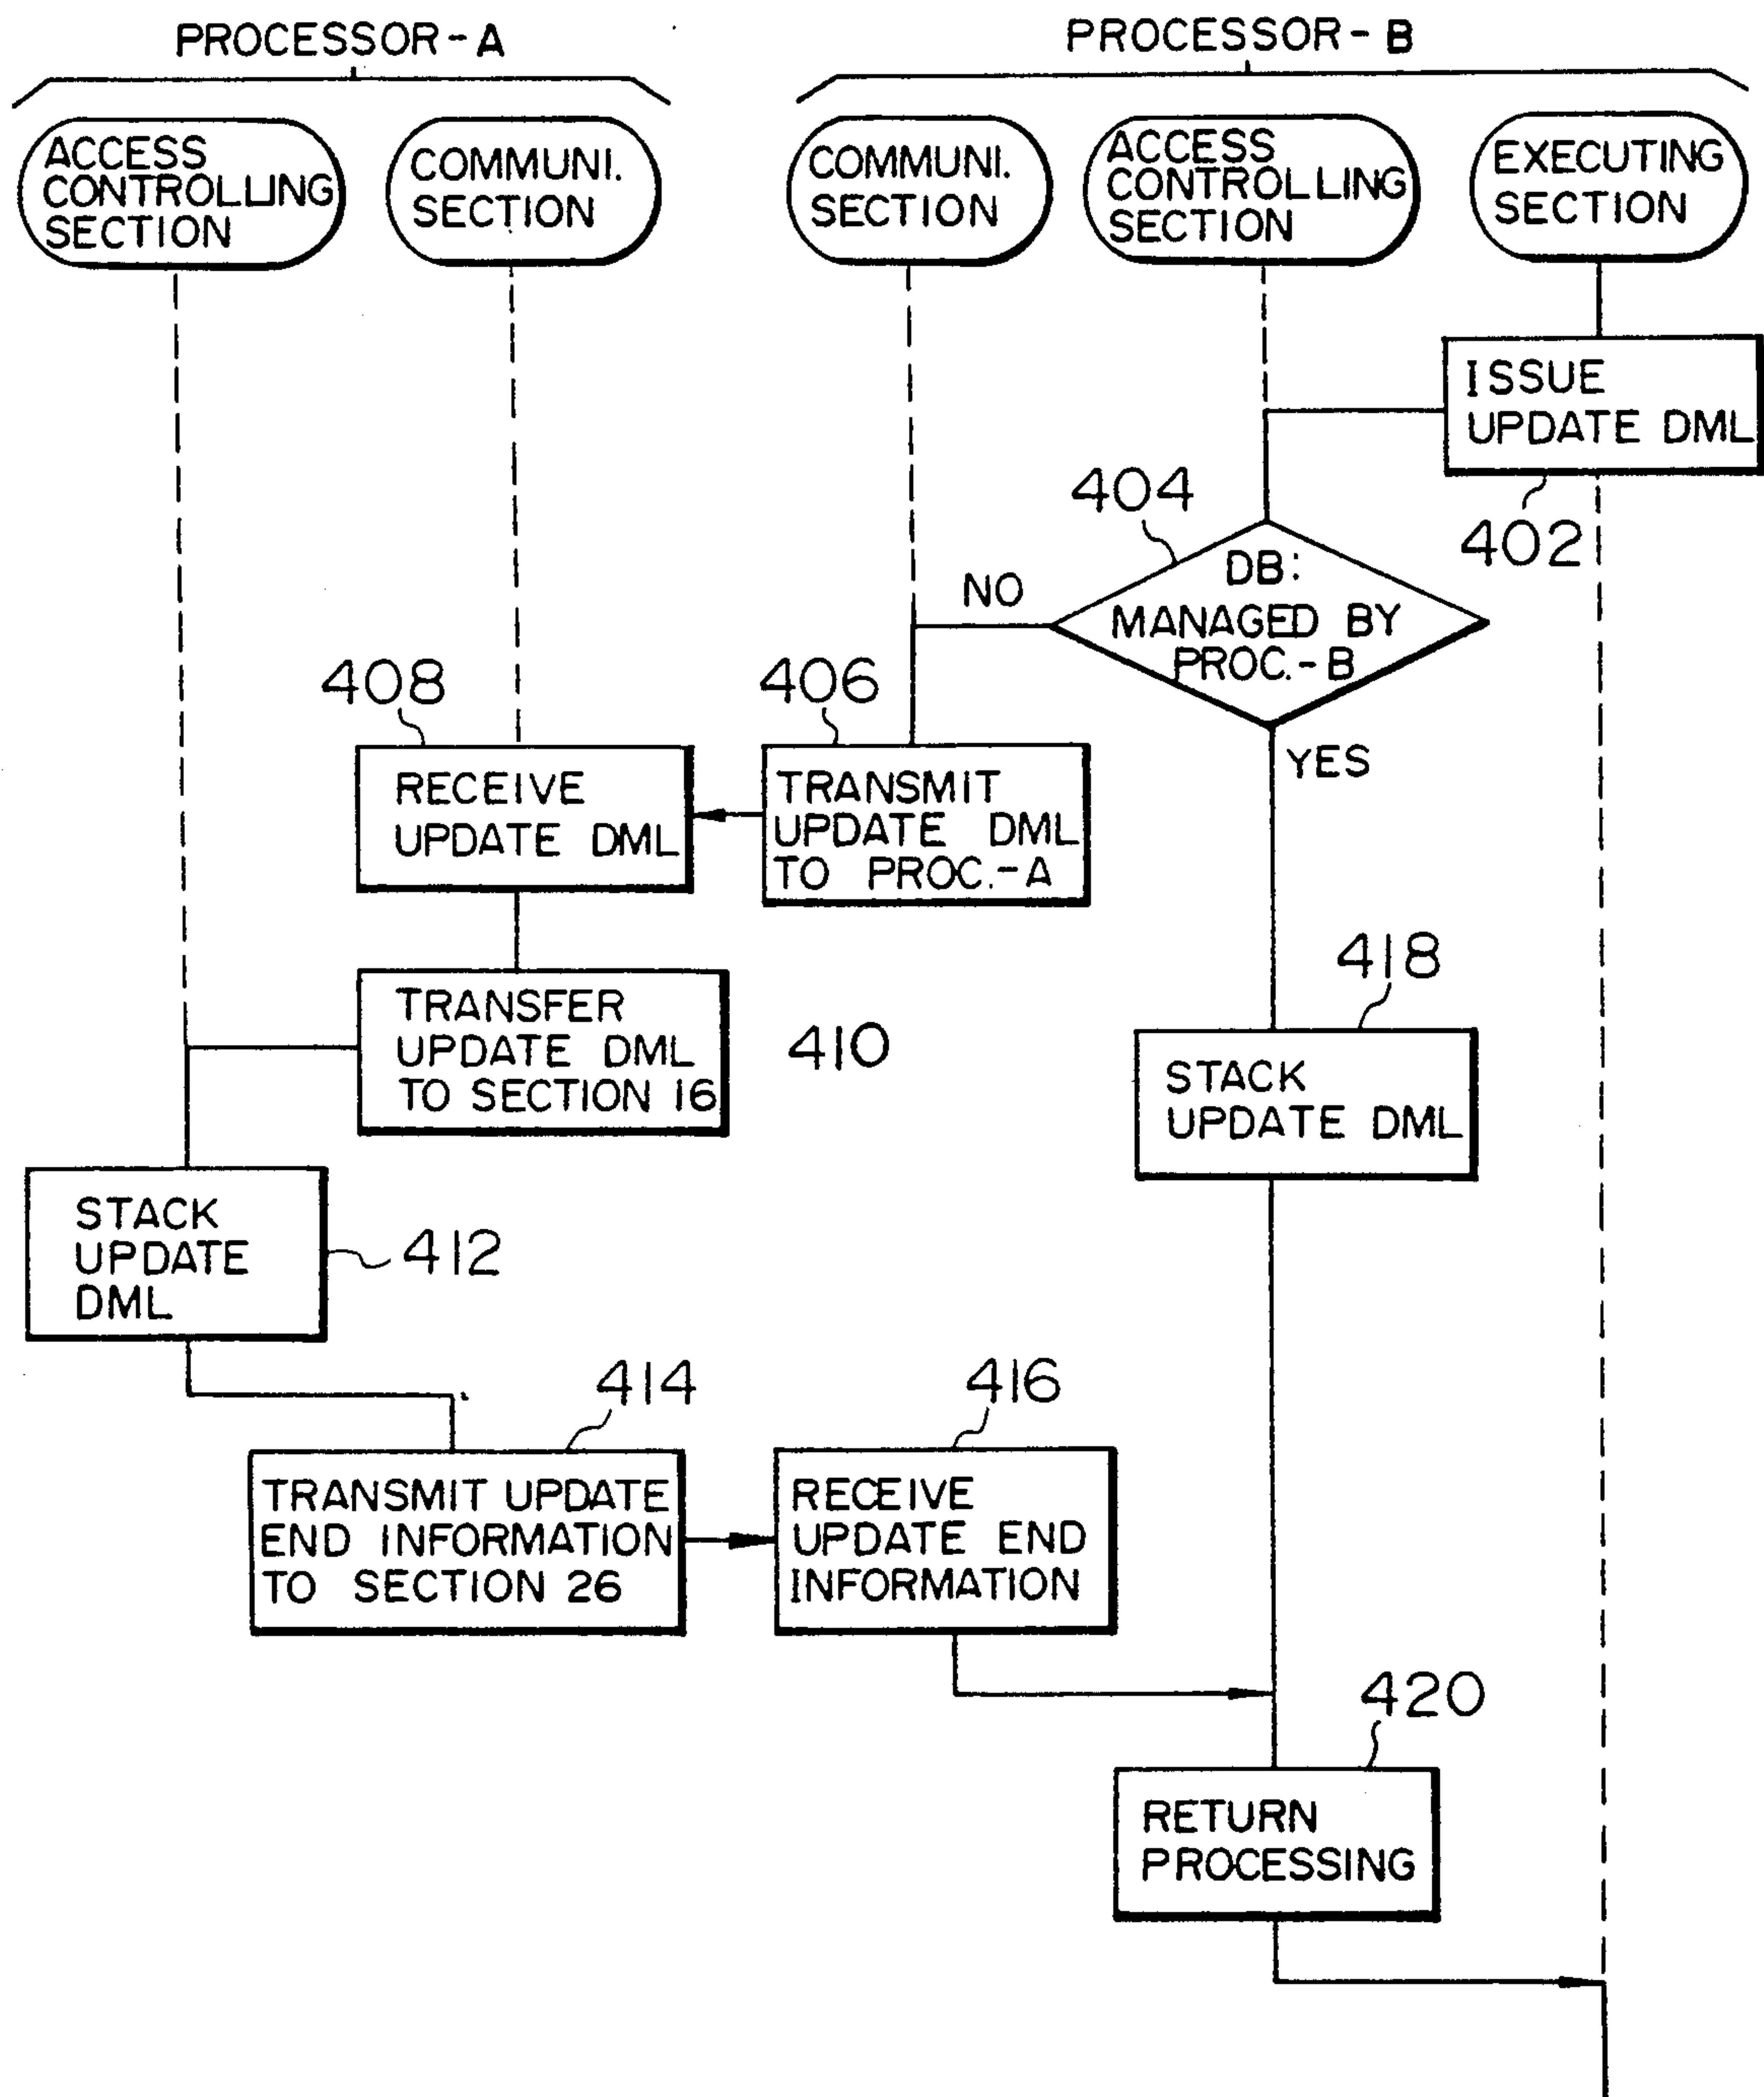 PROCESSOR-A
PROCESSOR-B
ACCESS
CONTROLLING
SECTION
COMMUNI.
SECTION
COMMUNI.
SECTION
ACCESS
CONTROLLING
SECTION
EXECUTING
SECTION
ISSUE
UPDATE DML
402
404
DB:
MANAGED BY
PROC.-B
NO
YES
408
406
RECEIVE
UPDATE DML
TRANSMIT
UPDATE DML
TO PROC.-A
418
TRANSFER
UPDATE DML
TO SECTION 16
410
STACK
UPDATE DML
STACK
UPDATE
DML
412
414
416
TRANSMIT UPDATE
END INFORMATION
TO SECTION 26
RECEIVE
UPDATE END
INFORMATION
420
RETURN
PROCESSING